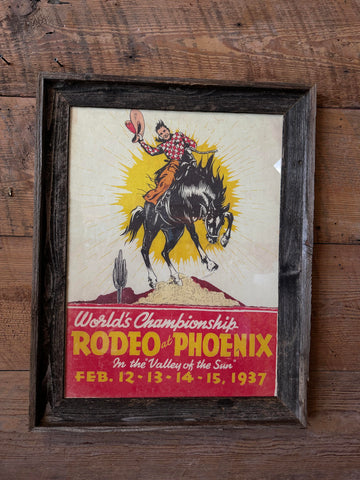 World's Championship
RODEO at PHOENIX
In the "Valley of the Sun"
FEB. 12-13-14-15, 1937